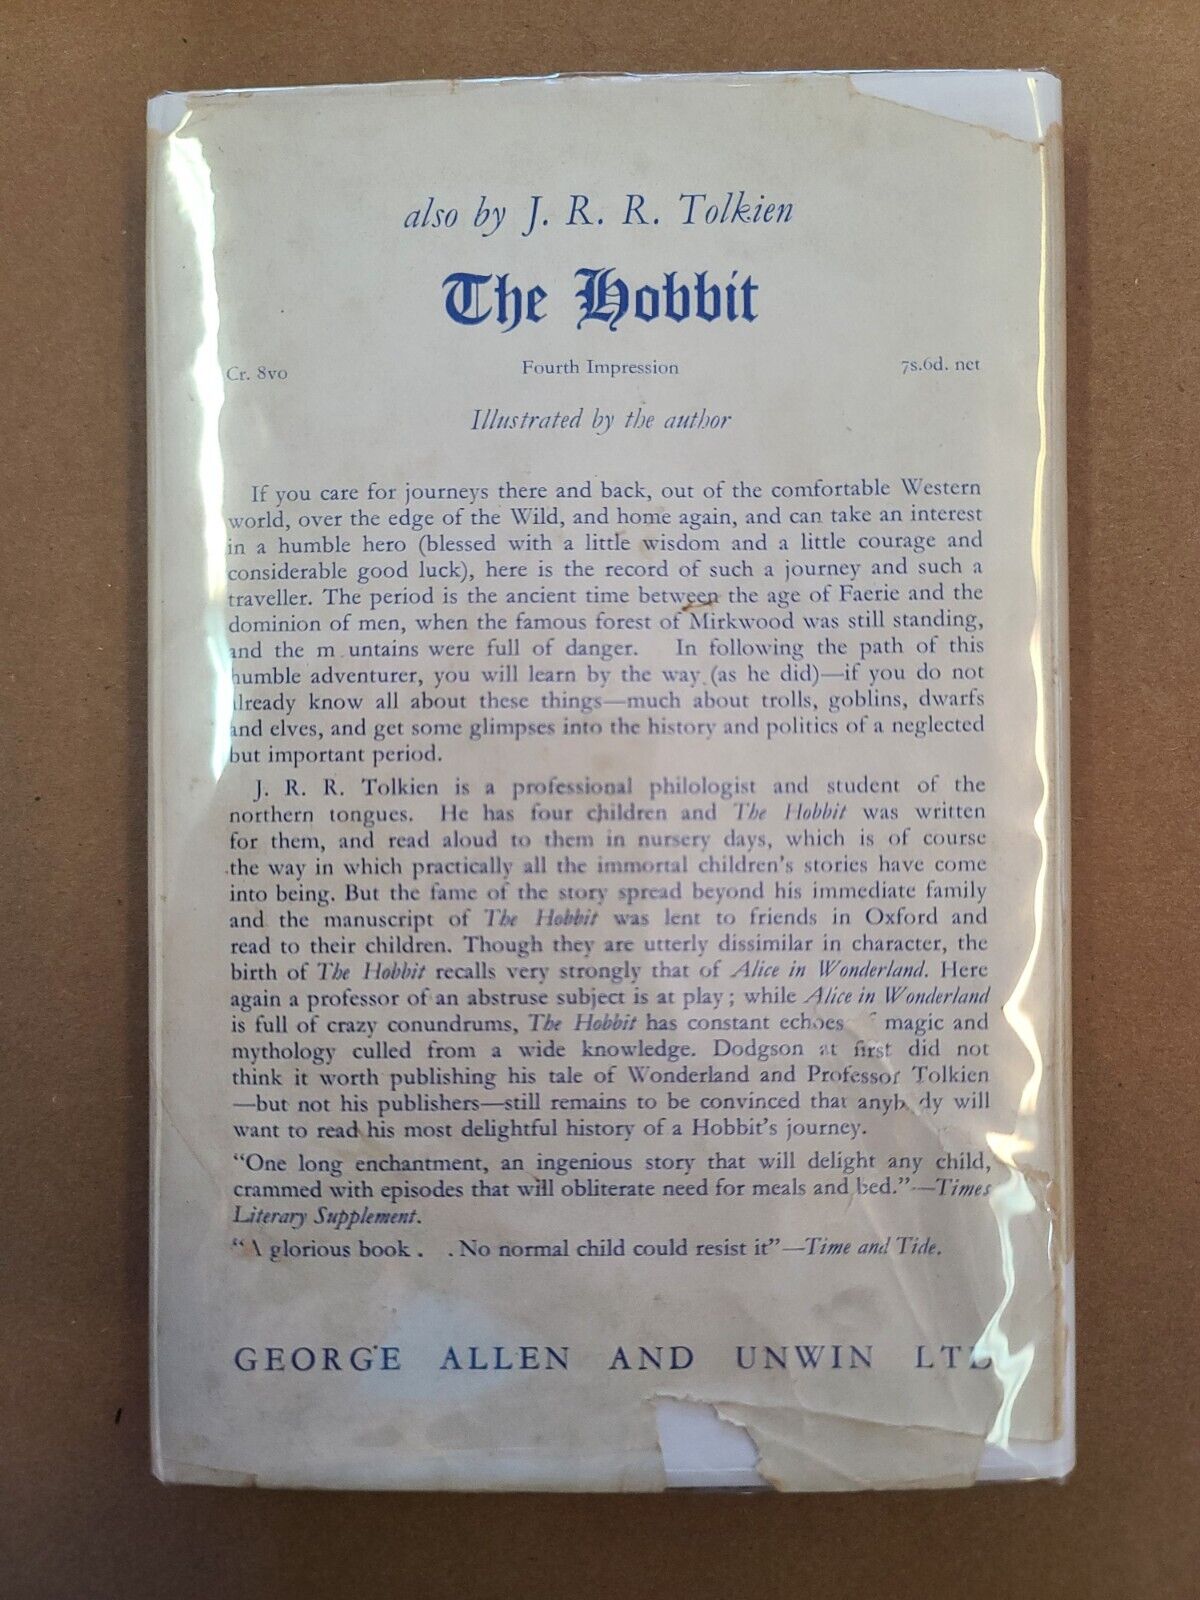 also by J. R. R. Tolkien
The Hobbit
Cr. 8vo Fourth Impression 7s.6d. net
Illustrated by the author
If you care for journeys there and back, out of the comfortable Western
world, over the edge of the Wild, and home again, and can take an interest
in a humble hero (blessed with a little wisdom and a little courage and
considerable good luck), here is the record of such a journey and such a
traveller. The period is the ancient time between the age of Faerie and the
dominion of men, when the famous forest of Mirkwood was still standing,
and the m untains were full of danger. In following the path of this
humble adventurer, you will learn by the way (as he did)—if you do not
already know all about these things—much about trolls, goblins, dwarfs
and elves, and get some glimpses into the history and politics of a neglected
but important period.
J. R. R. Tolkien is a professional philologist and student of the
northern tongues. He has four children and The Hobbit was written
for them, and read aloud to them in nursery days, which is of course
the way in which practically all the immortal children's stories have come
into being. But the fame of the story spread beyond his immediate family
and the manuscript of The Hobbit was lent to friends in Oxford and
read to their children. Though they are utterly dissimilar in character, the
birth of The Hobbit recalls very strongly that of Alice in Wonderland. Here
again a professor of an abstruse subject is at play; while Alice in Wonderland
is full of crazy conundrums, The Hobbit has constant echoes magic and
mythology culled from a wide knowledge. Dodgson at first did not
think it worth publishing his tale of Wonderland and Professor Tolkien
—but not his publishers—still remains to be convinced that anyb dy will
want to read his most delightful history of a Hobbit's journey.
"One long enchantment, an ingenious story that will delight any child,
crammed with episodes that will obliterate need for meals and bed."—Times
Literary Supplement.
"A glorious book . . No normal child could resist it"—Time and Tide.
GEORGE ALLEN AND UNWIN LTD